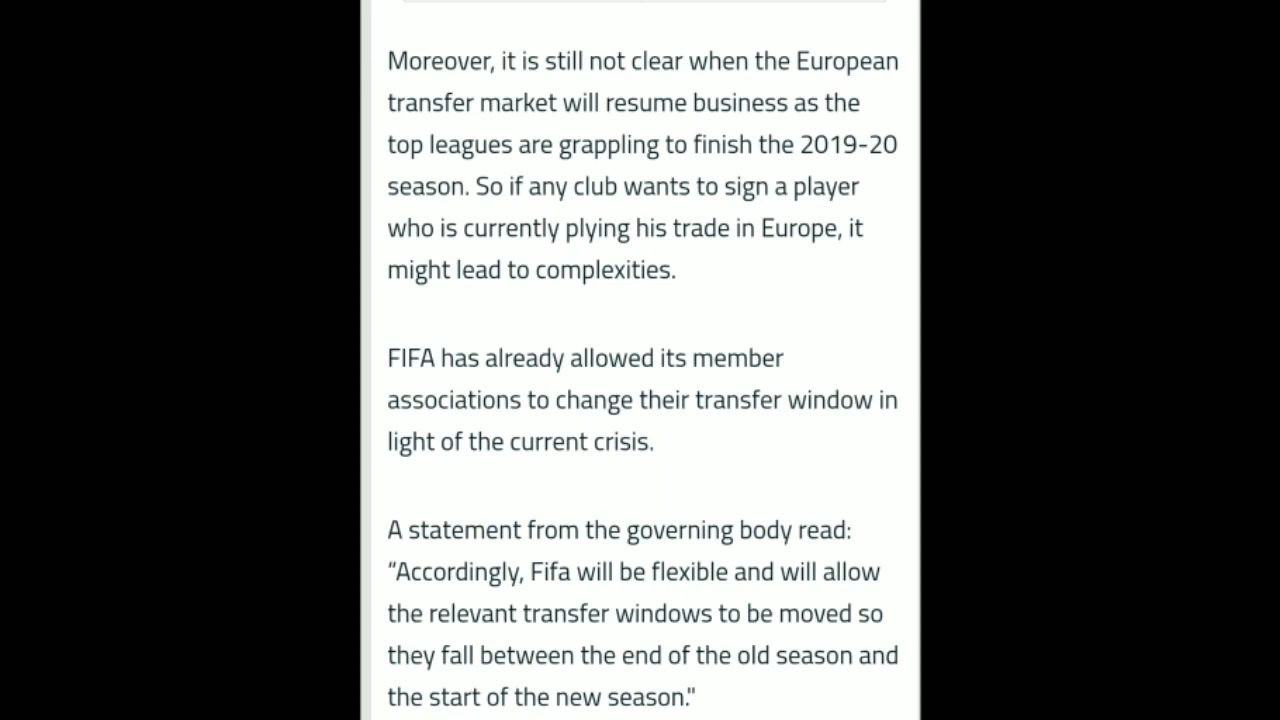 Moreover, it is still not clear when the European
transfer market will resume business as the
top leagues are grappling to finish the 2019-20
season. So if any club wants to sign a player
who is currently plying his trade in Europe, it
might lead to complexities.
FIFA has already allowed its member
associations to change their transfer window in
light of the current crisis.
A statement from the governing body read:
“Accordingly, Fifa will be flexible and will allow
the relevant transfer windows to be moved so
they fall between the end of the old season and
the start of the new season."